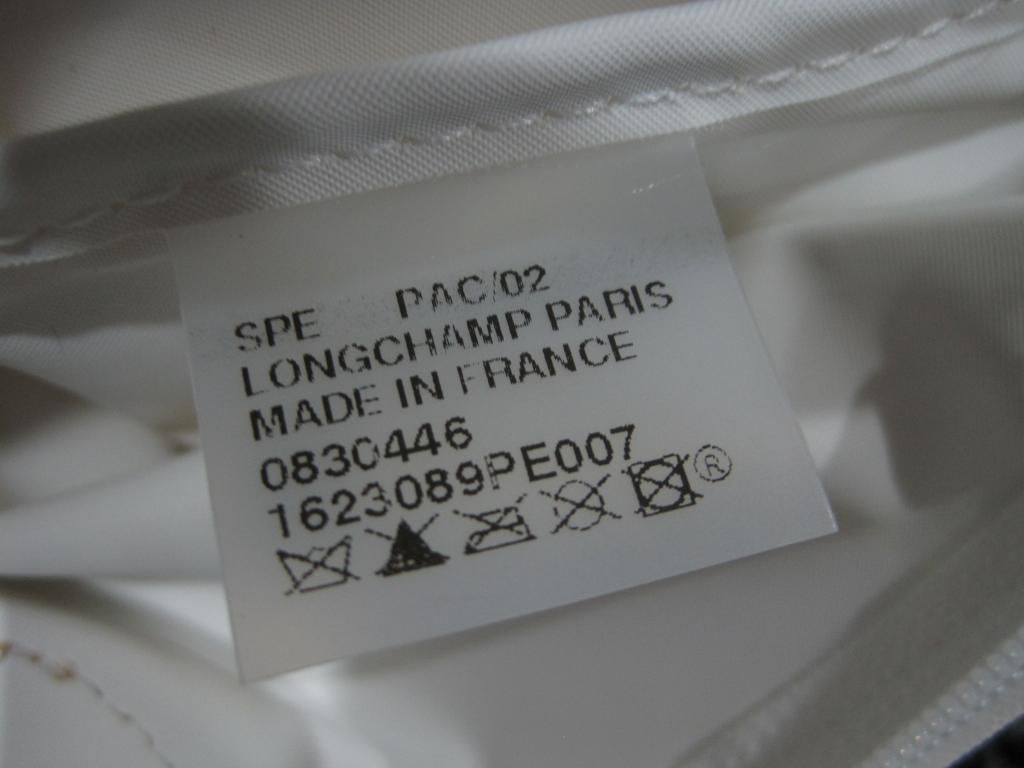 SPE PAC/02
LONGCHAMP PARIS
MADE IN FRANCE
0830446
1623089PE007
®